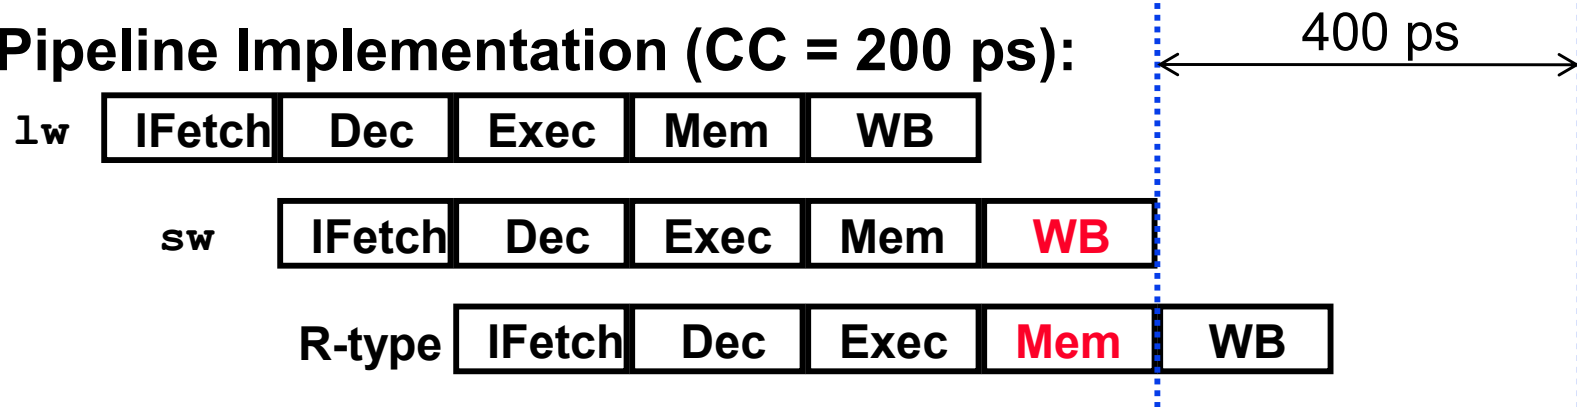 Pipeline Implementation (CC = 200 ps):
400 ps
lw IFetch Dec Exec Mem WB
sw IFetch Dec Exec Mem WB
R-type IFetch Dec Exec Mem WB